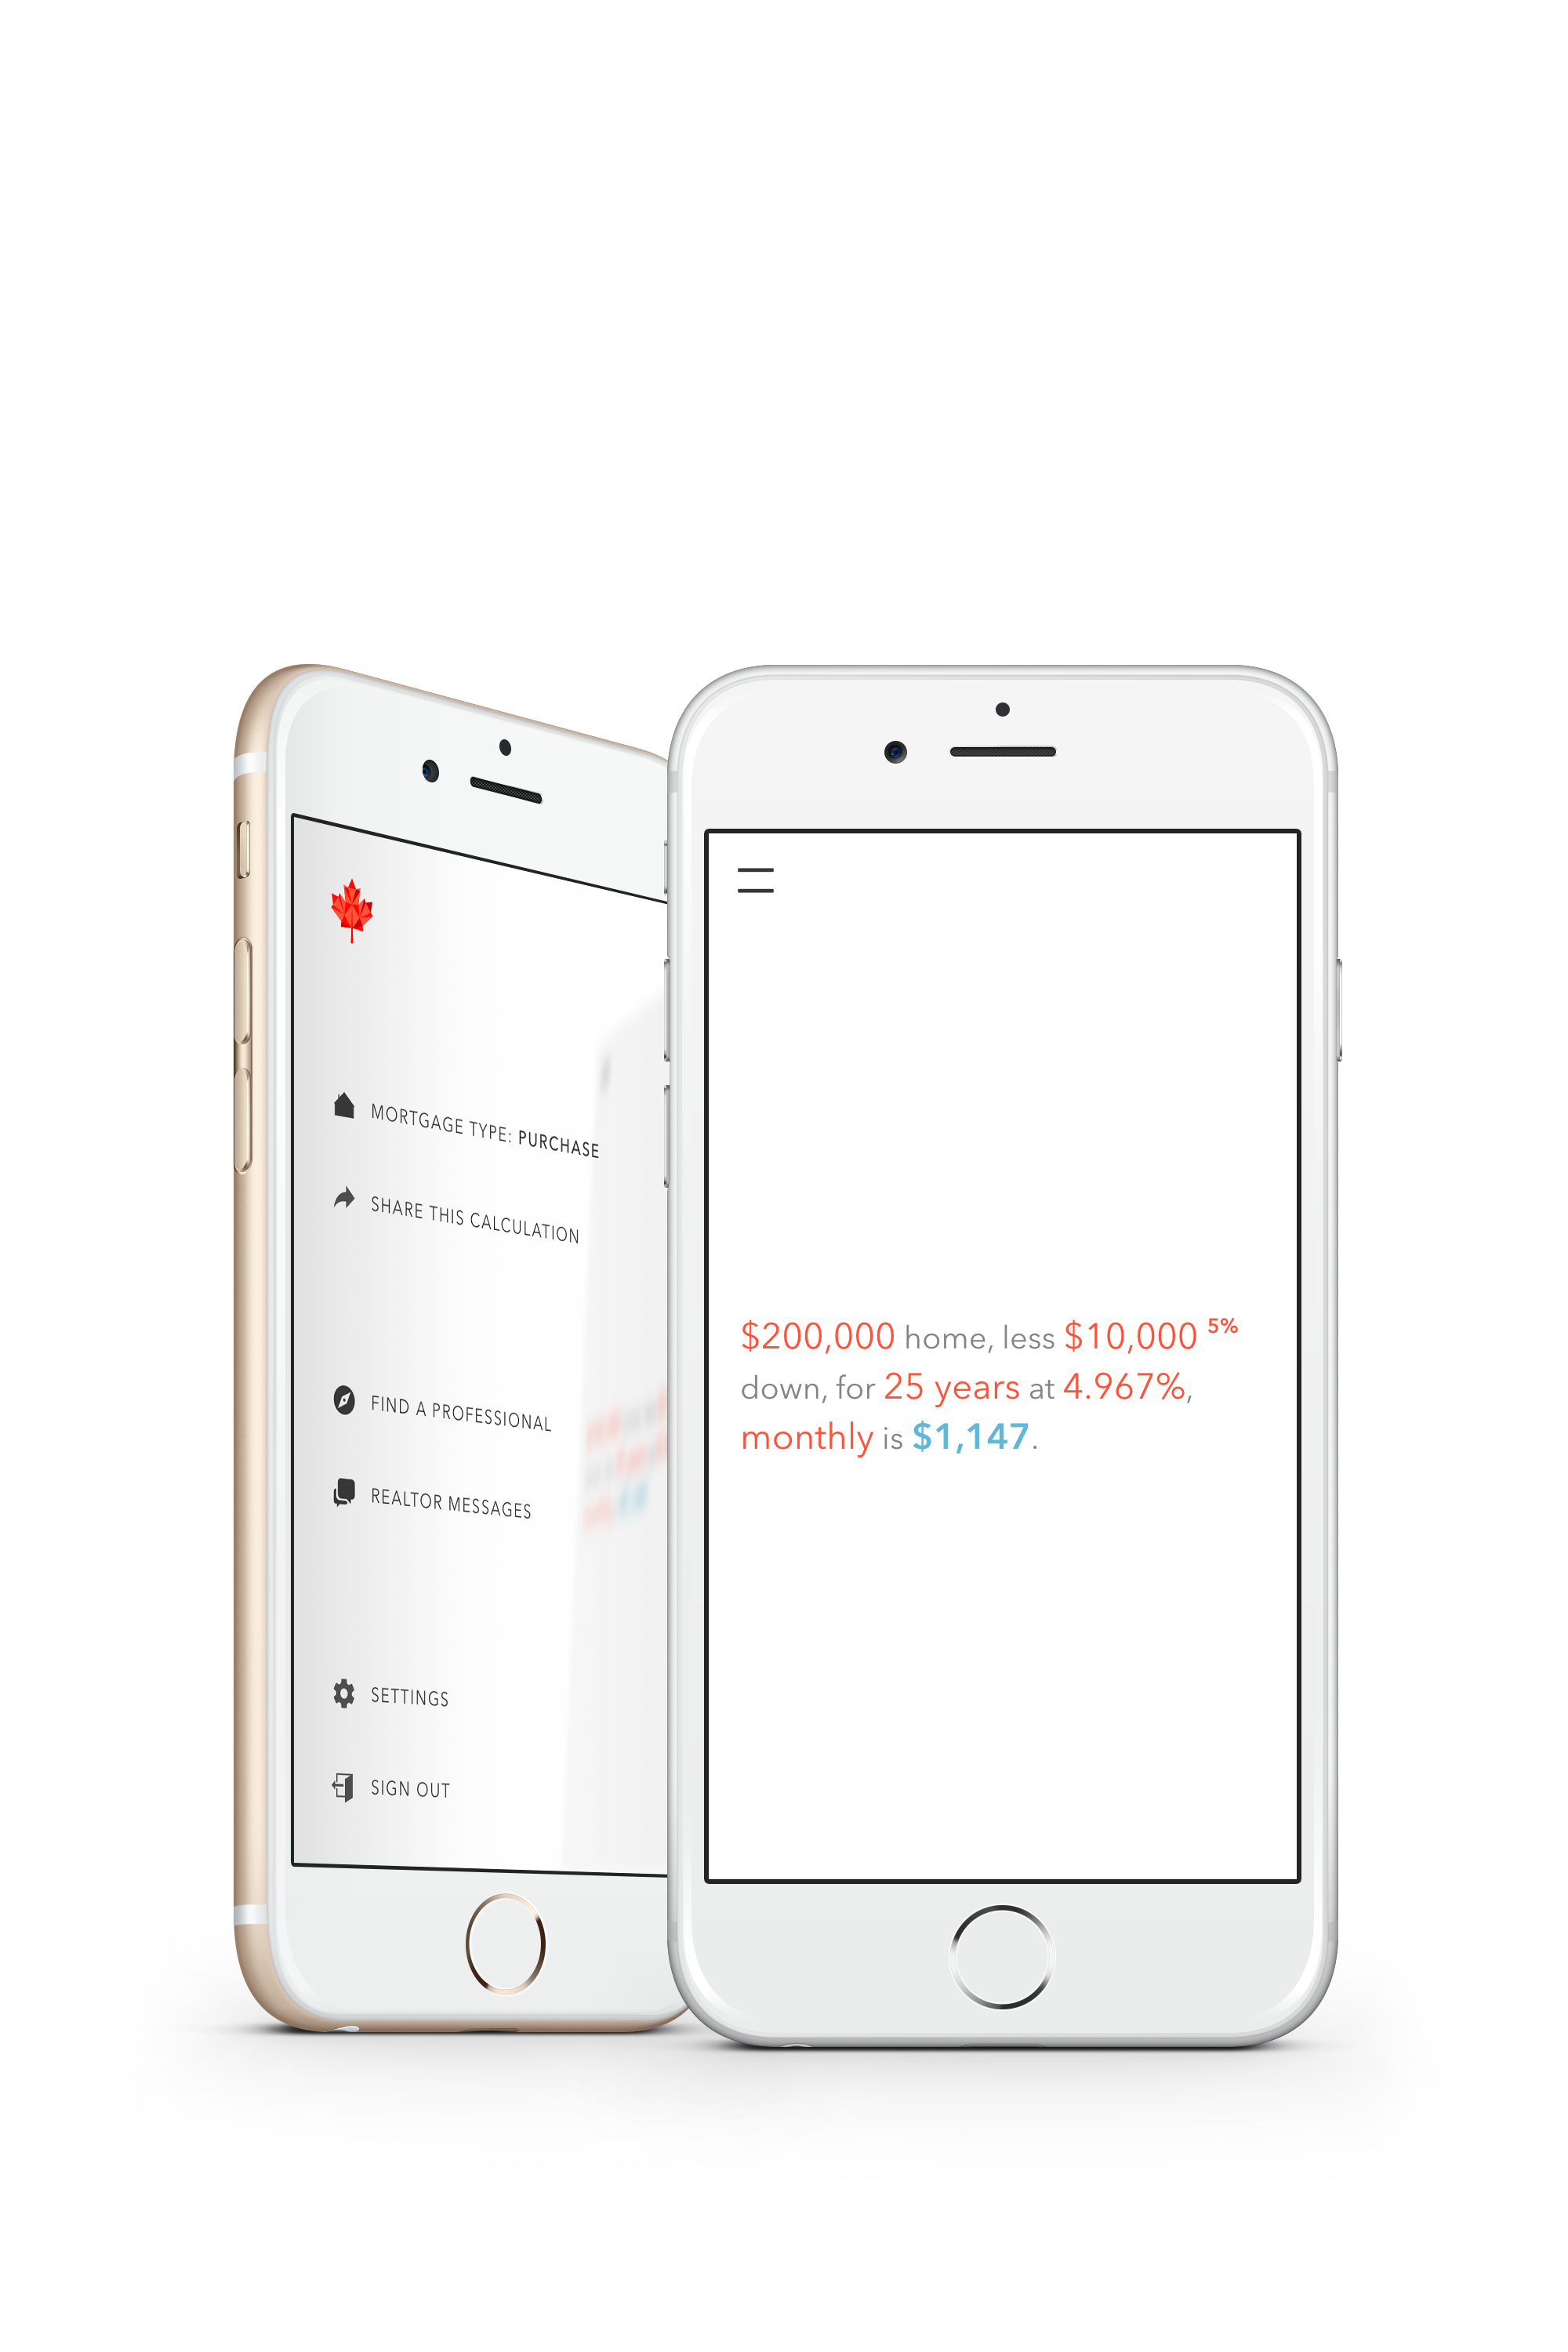 MORTGAGE TYPE: PURCHASE
SHARE THIS CALCULATION
FIND A PROFESSIONAL
REALTOR MESSAGES
SETTINGS
SIGN OUT
$200,000 home, less $10,000 5%
down, for 25 years at 4.967%,
monthly is $1,147.